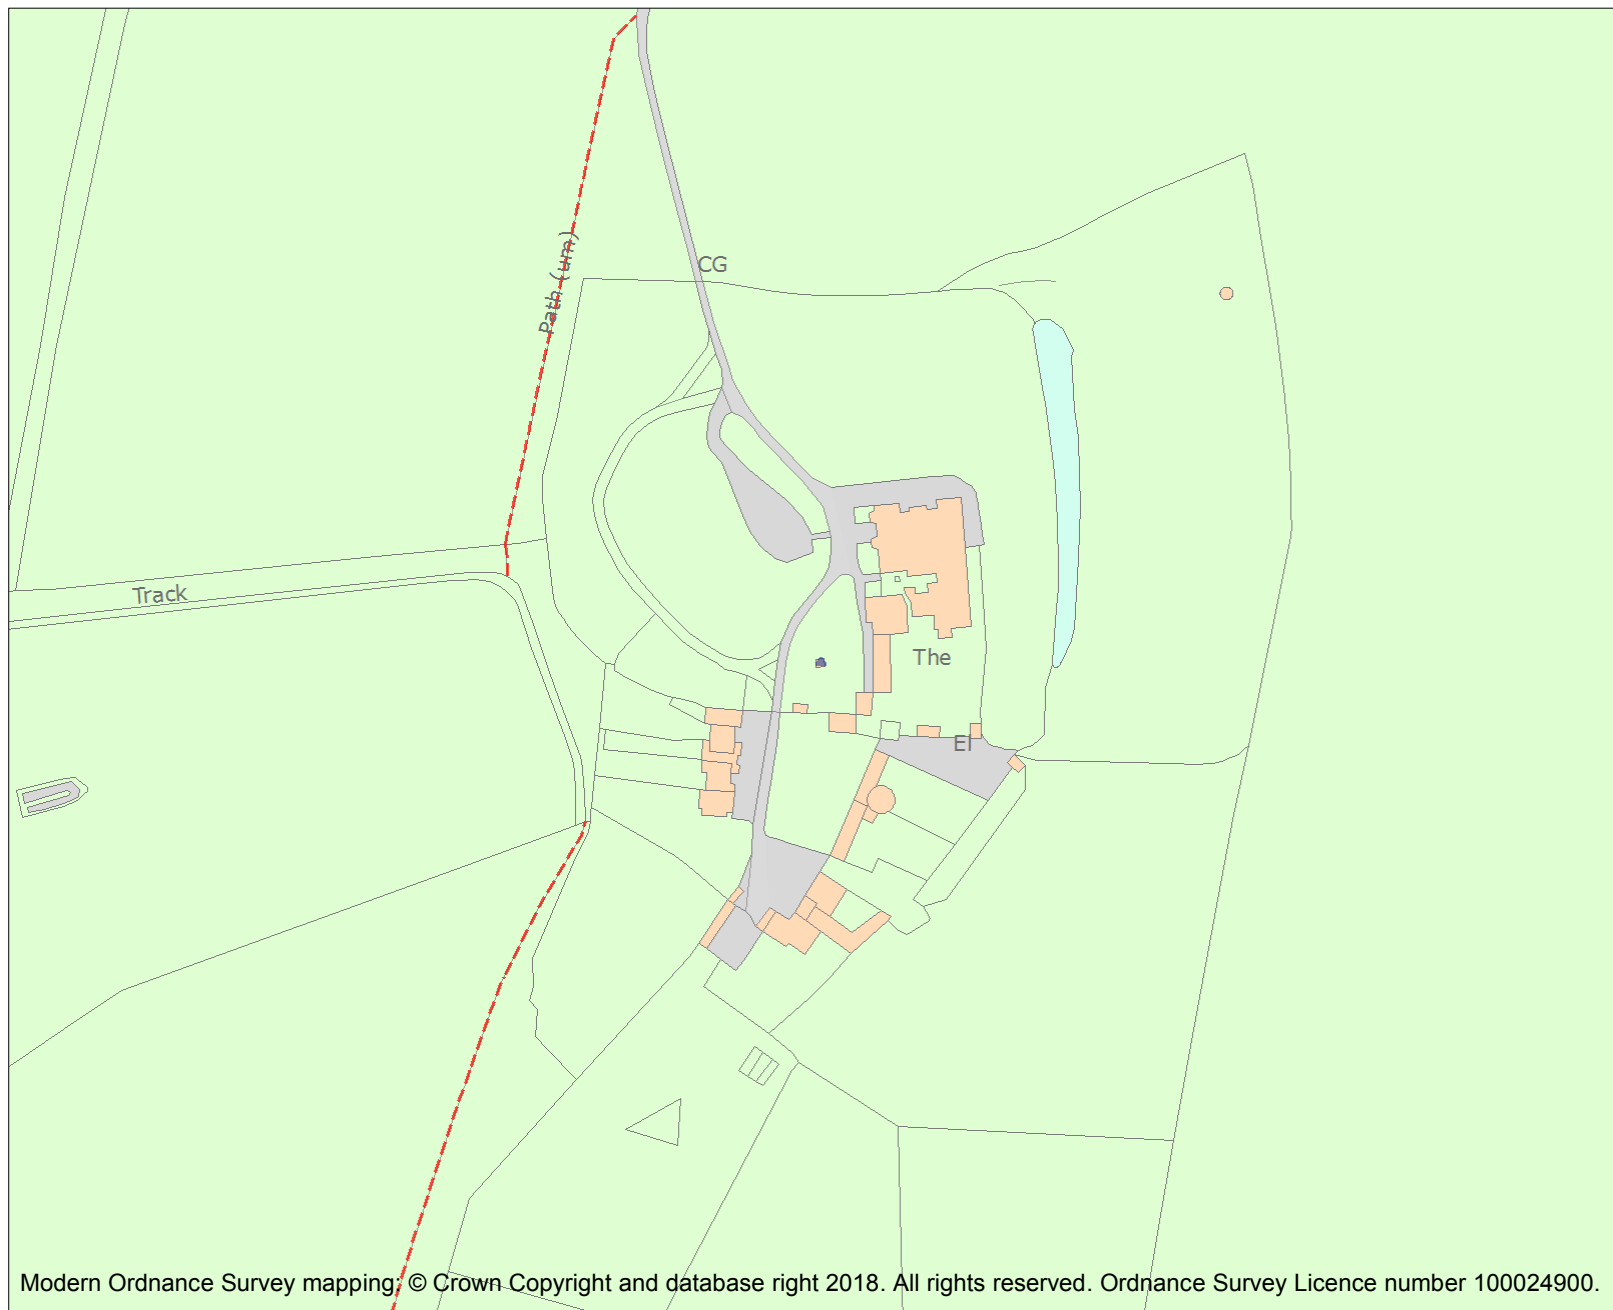 CG
Path (um)
Track
The
El
Modern Ordnance Survey mapping: © Crown Copyright and database right 2018. All rights reserved. Ordnance Survey Licence number 100024900.